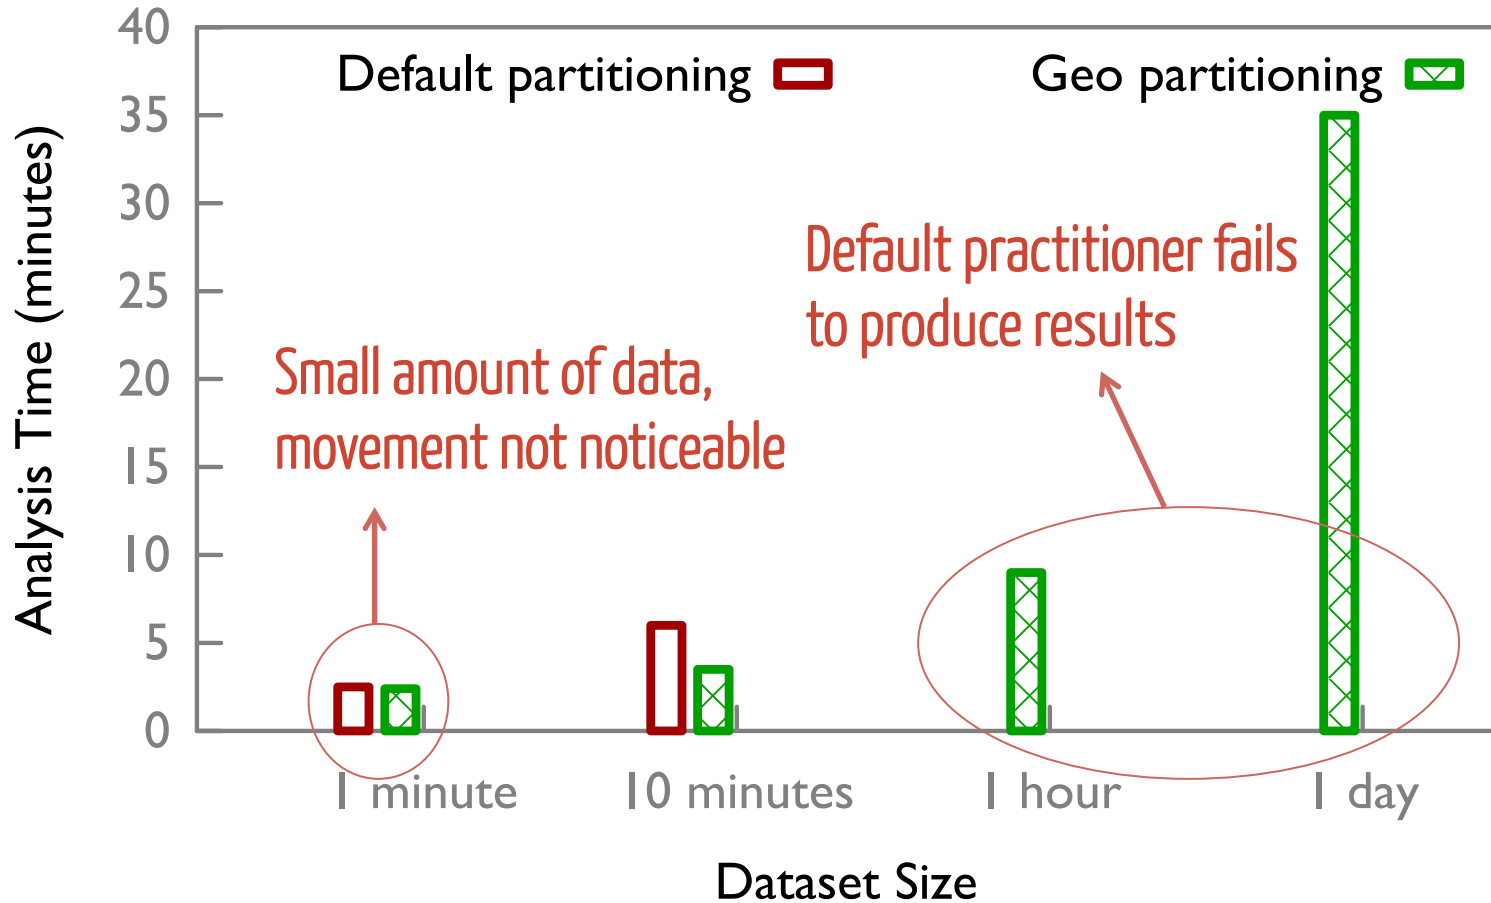 40
Default partitioning
Geo partitioning
35
30
25
20
15
10
5
0
Analysis Time (minutes)
Default practitioner fails
to produce results
Small amount of data,
movement not noticeable
1 minute
10 minutes
1 hour
1 day
Dataset Size